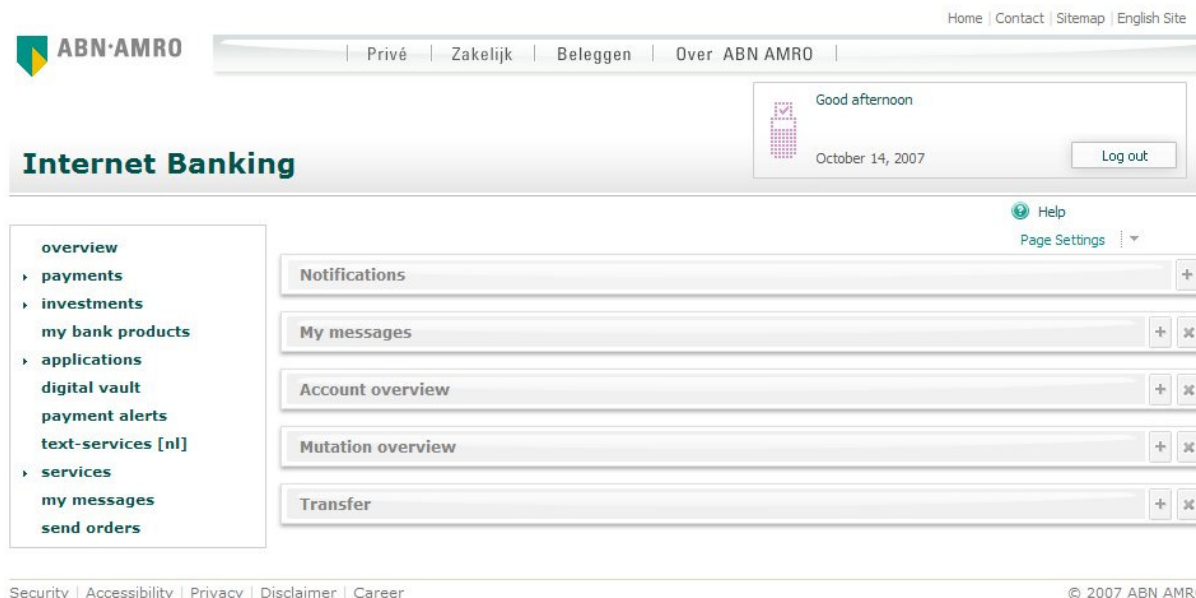 Home | Contact | Sitemap | English Site
ABN·AMRO
Privé | Zakelijk | Beleggen | Over ABN AMRO
Good afternoon
October 14, 2007
Log out
Internet Banking
Help
Page Settings
overview
payments
investments
my bank products
applications
digital vault
payment alerts
text-services [nl]
services
my messages
send orders
Notifications
My messages
Account overview
Mutation overview
Transfer
Security | Accessibility | Privacy | Disclaimer | Career
© 2007 ABN AMR